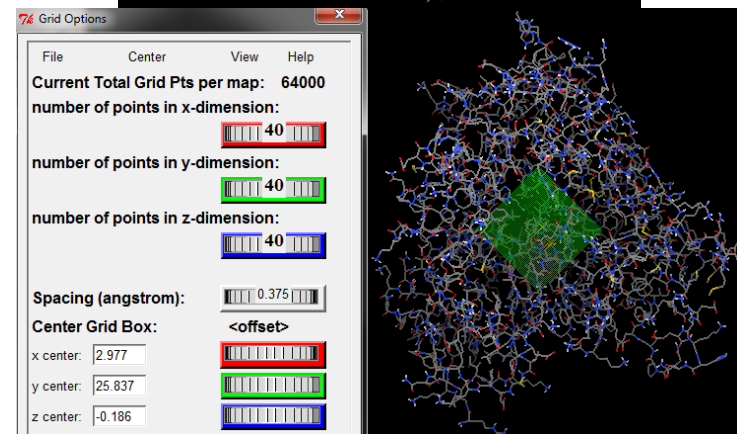 Grid Options
File Center View Help
Current Total Grid Pts per map: 64000
number of points in x-dimension:
40
number of points in y-dimension:
40
number of points in z-dimension:
40
Spacing (angstrom): 0.375
Center Grid Box: <offset>
x center: 2.977
y center: 25.837
z center: -0.186